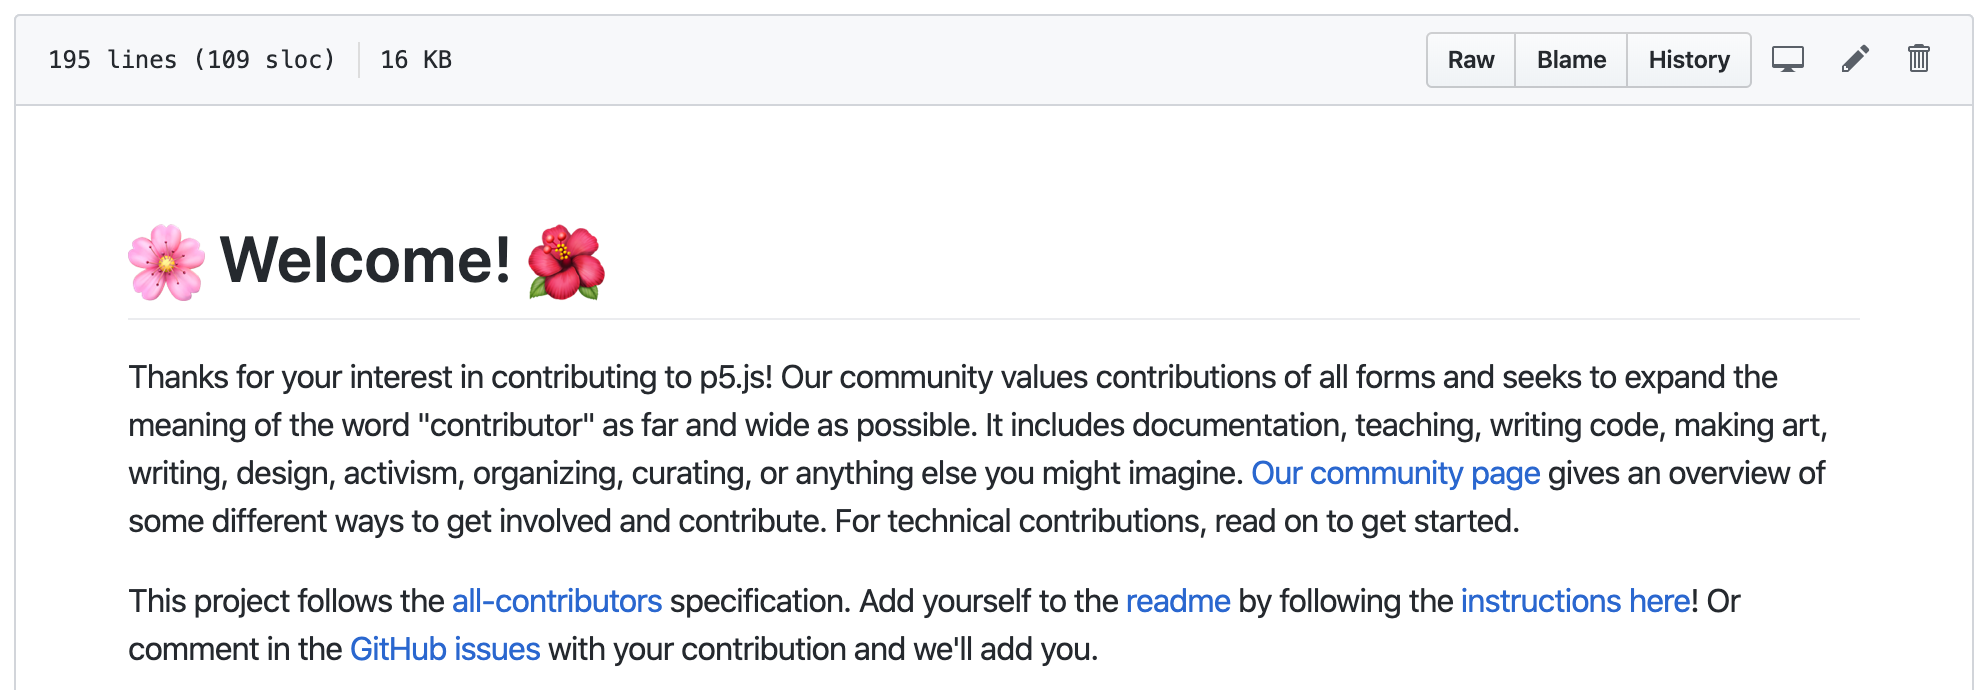 195 lines (109 sloc) 16 KB Raw Blame History
🌸 Welcome! 🌺
Thanks for your interest in contributing to p5.js! Our community values contributions of all forms and seeks to expand the
meaning of the word "contributor" as far and wide as possible. It includes documentation, teaching, writing code, making art,
writing, design, activism, organizing, curating, or anything else you might imagine. Our community page gives an overview of
some different ways to get involved and contribute. For technical contributions, read on to get started.
This project follows the all-contributors specification. Add yourself to the readme by following the instructions here! Or
comment in the GitHub issues with your contribution and we'll add you.